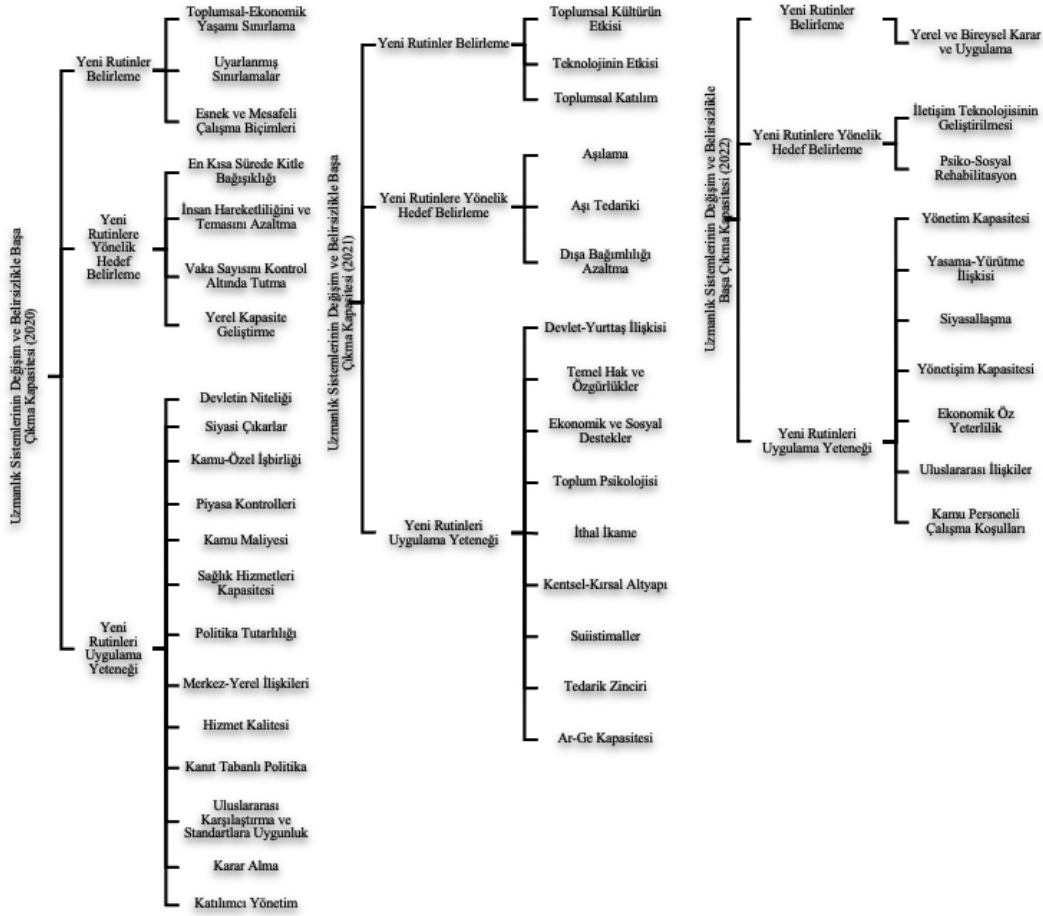 Uzmanlık Sistemlerinin Değişim ve Belirsizlikle Başa
Çıkma Kapasitesi (2020)
Yeni Rutinler
Belirleme
Toplumsal-Ekonomik
Yaşamı Sınırlama
Uyarlanmış
Sınırlamalar
Esnek ve Mesafeli
Çalışma Biçimleri
Yeni
Rutinlere
Yönelik
Hedef
Belirleme
En Kısa Sürede Kitle
Bağışıklığı
İnsan Hareketliliğini ve
Temasını Azaltma
Vaka Sayısını Kontrol
Altında Tutma
Yerel Kapasite
Geliştirme
Yeni
Rutinleri
Uygulama
Yeteneği
Devletin Niteliği
Siyasi Çıkarlar
Kamu-Özel İşbirliği
Piyasa Kontrolleri
Kamu Maliyesi
Sağlık Hizmetleri
Kapasitesi
Politika Tutarlılığı
Merkez-Yerel İlişkileri
Hizmet Kalitesi
Kanıt Tabanlı Politika
Uluslararası
Karşılaştırma ve
Standartlara Uygunluk
Karar Alma
Katılımcı Yönetim
Uzmanlık Sistemlerinin Değişim ve Belirsizlikle Başa
Çıkma Kapasitesi (2021)
Yeni Rutinler Belirleme
Toplumsal Kültürün
Etkisi
Teknolojinin Etkisi
Toplumsal Katılım
Yeni Rutinlere Yönelik
Hedef Belirleme
Aşılama
Aşı Tedariki
Dışa Bağımlılığı
Azaltma
Yeni Rutinleri
Uygulama Yeteneği
Devlet-Yurttaş İlişkisi
Temel Hak ve
Özgürlükler
Ekonomik ve Sosyal
Destekler
Toplum Psikolojisi
İthal İkame
Kentsel-Kırsal Altyapı
Suiistimaller
Tedarik Zinciri
Ar-Ge Kapasitesi
Uzmanlık Sistemlerinin Değişim ve Belirsizlikle
Başa Çıkma Kapasitesi (2022)
Yeni Rutinler
Belirleme
Yerel ve Bireysel Karar
ve Uygulama
Yeni Rutinlere Yönelik
Hedef Belirleme
İletişim Teknolojisinin
Geliştirilmesi
Psiko-Sosyal
Rehabilitasyon
Yeni Rutinleri
Uygulama Yeteneği
Yönetim Kapasitesi
Yasama-Yürütme
İlişkisi
Siyasallaşma
Yönetişim Kapasitesi
Ekonomik Öz
Yeterlilik
Uluslararası İlişkiler
Kamu Personeli
Çalışma Koşulları